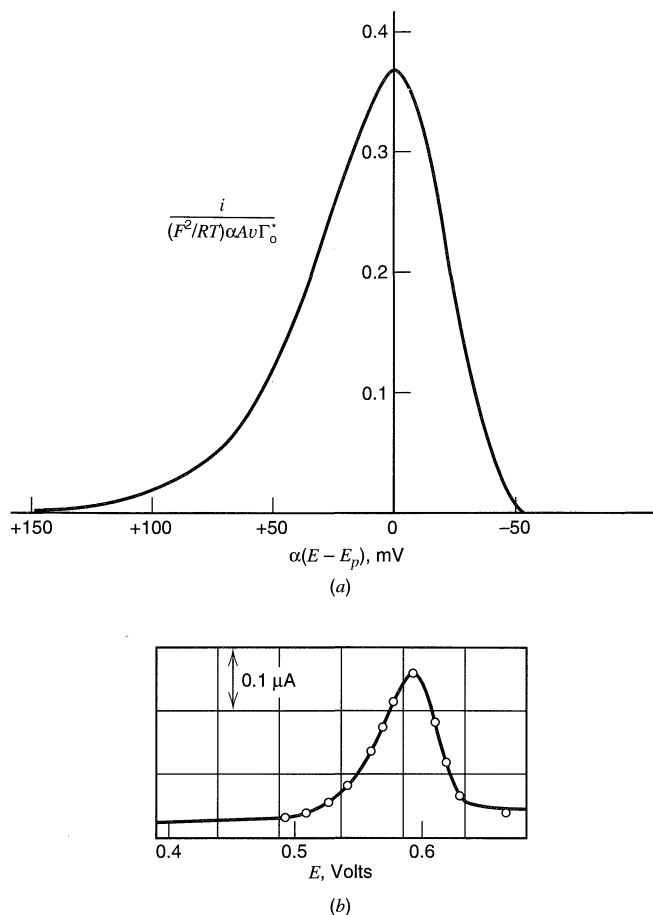 0.4
0.3
0.2
0.1
i
(F²/RT)αAvΓₒ*
+150 +100 +50 0 −50
α(E − Eₚ), mV
(a)
0.1 μA
0.4 0.5 0.6
E, Volts
(b)